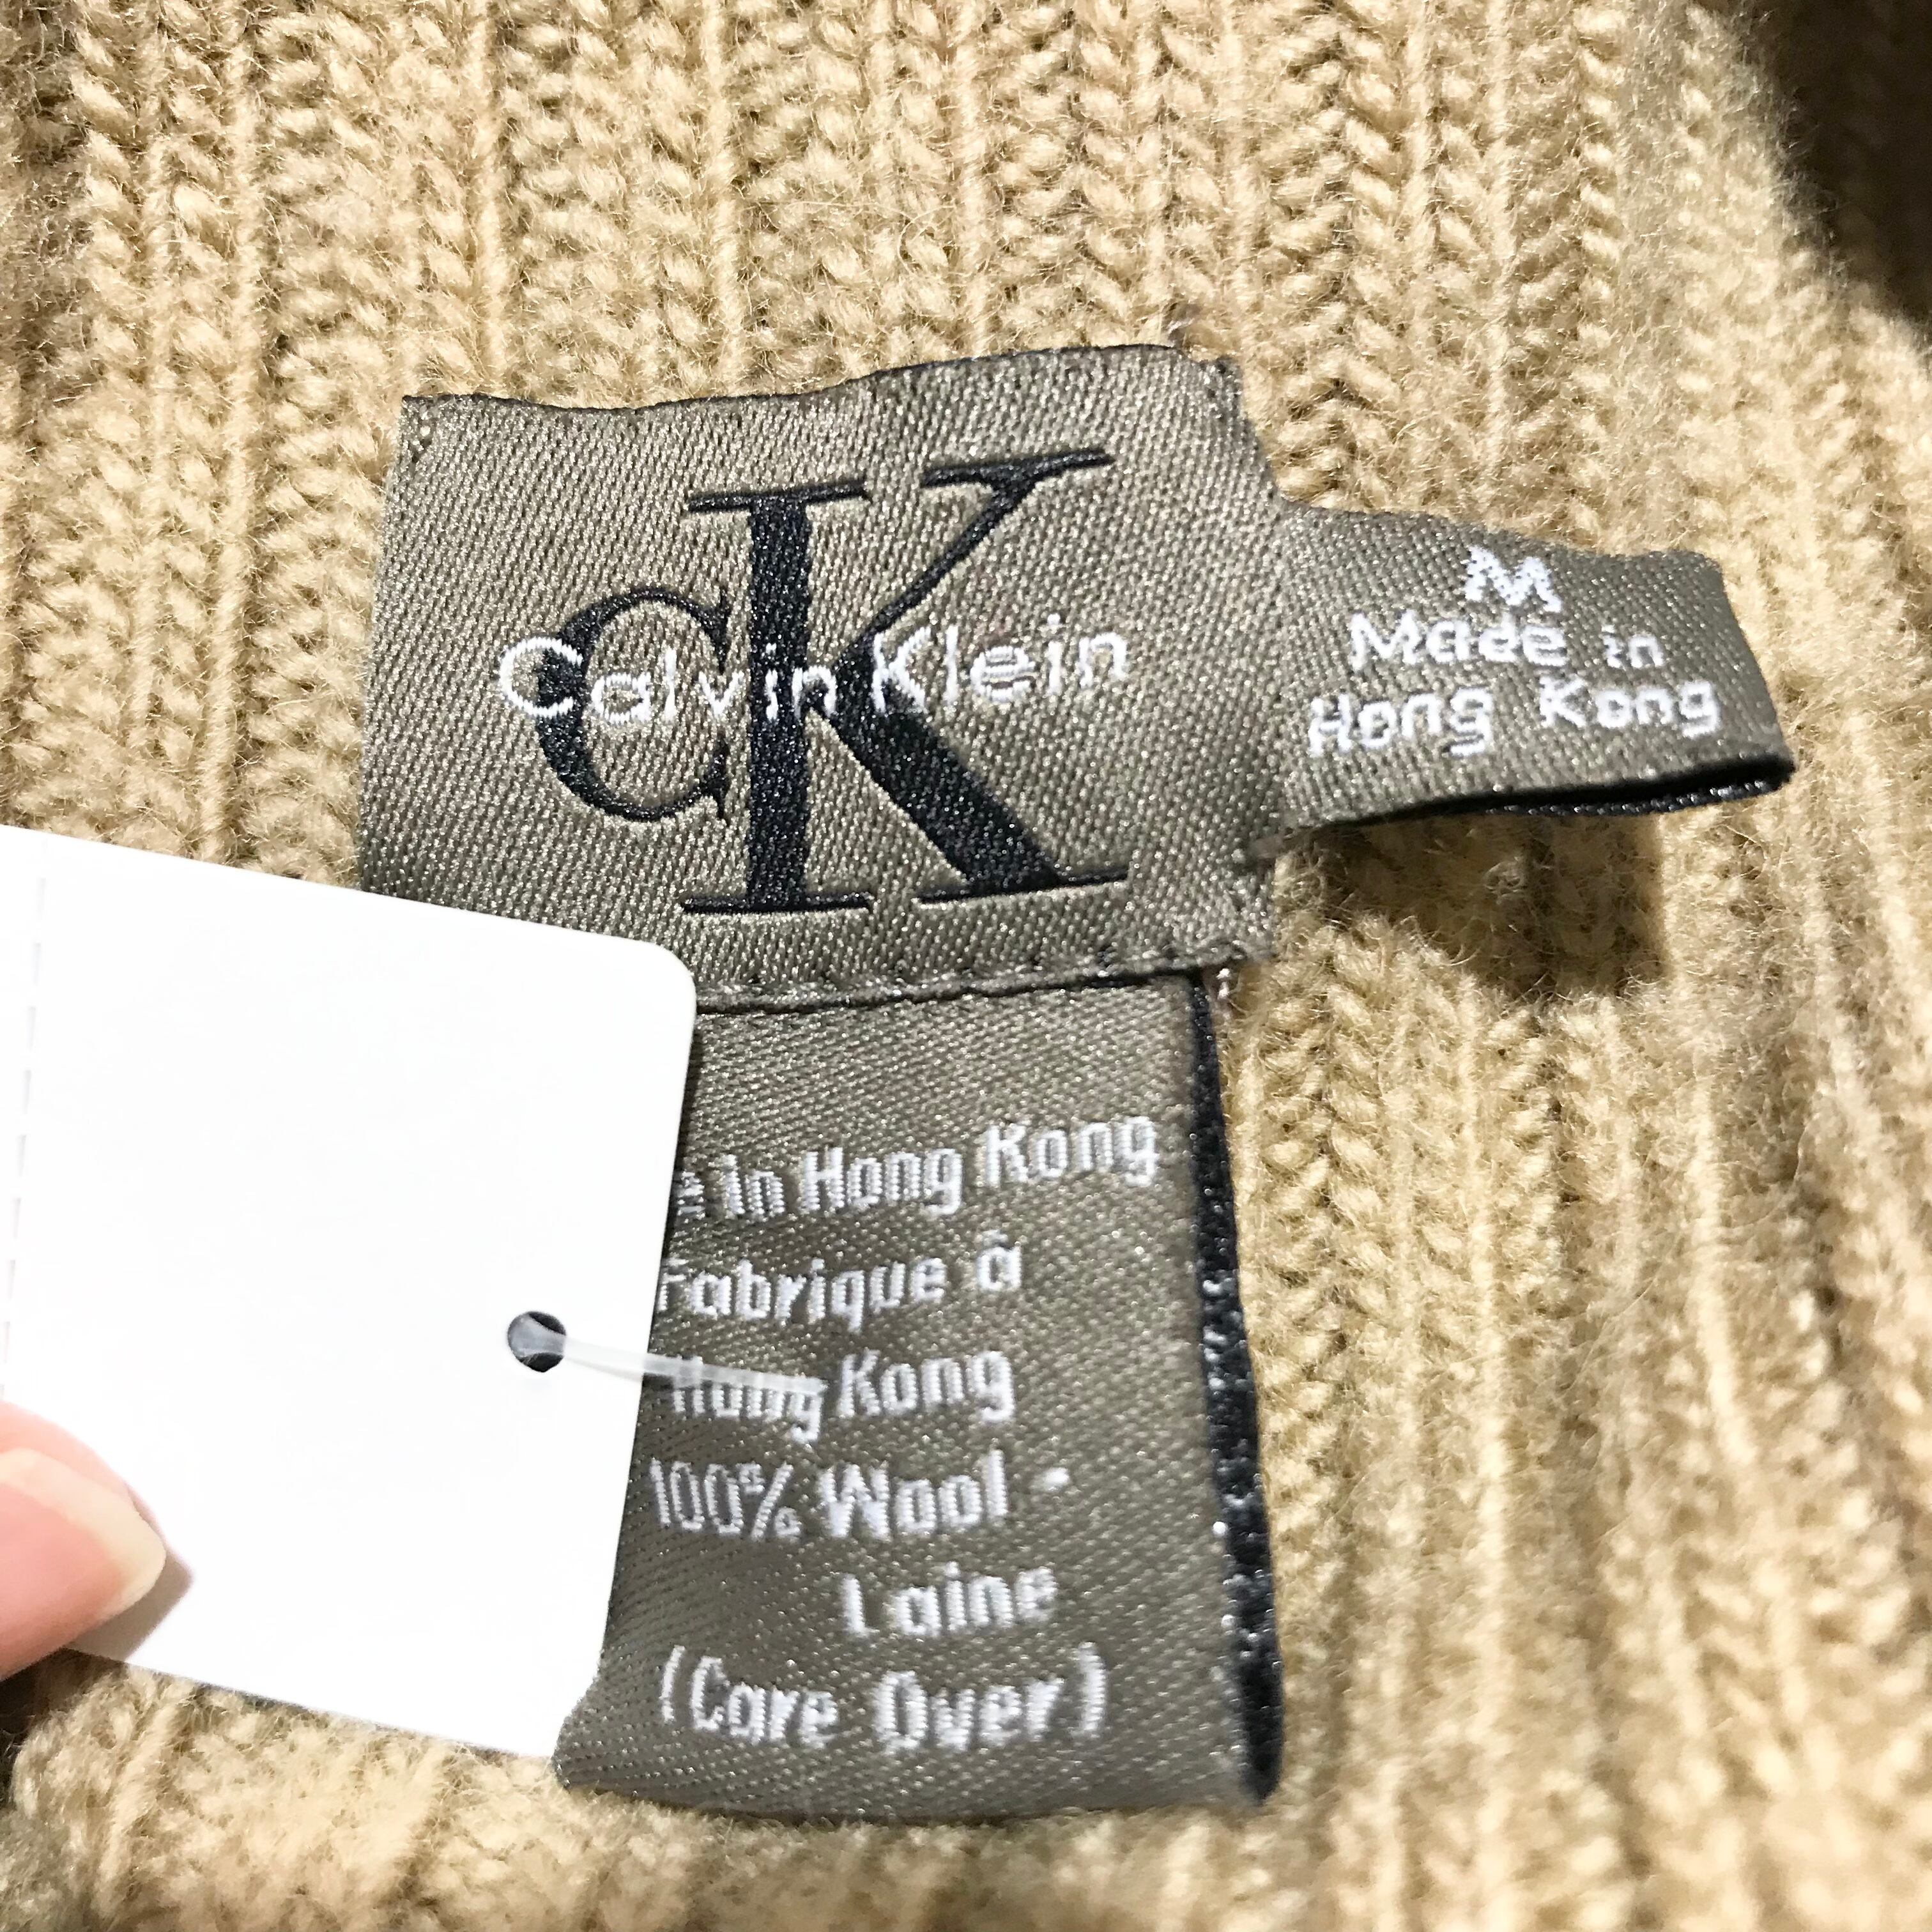 CK
Calvin Klein
M
Made in
Hong Kong
e in Hong Kong
Fabrique à
Hong Kong
100% Wool -
Laine
(Care Over)